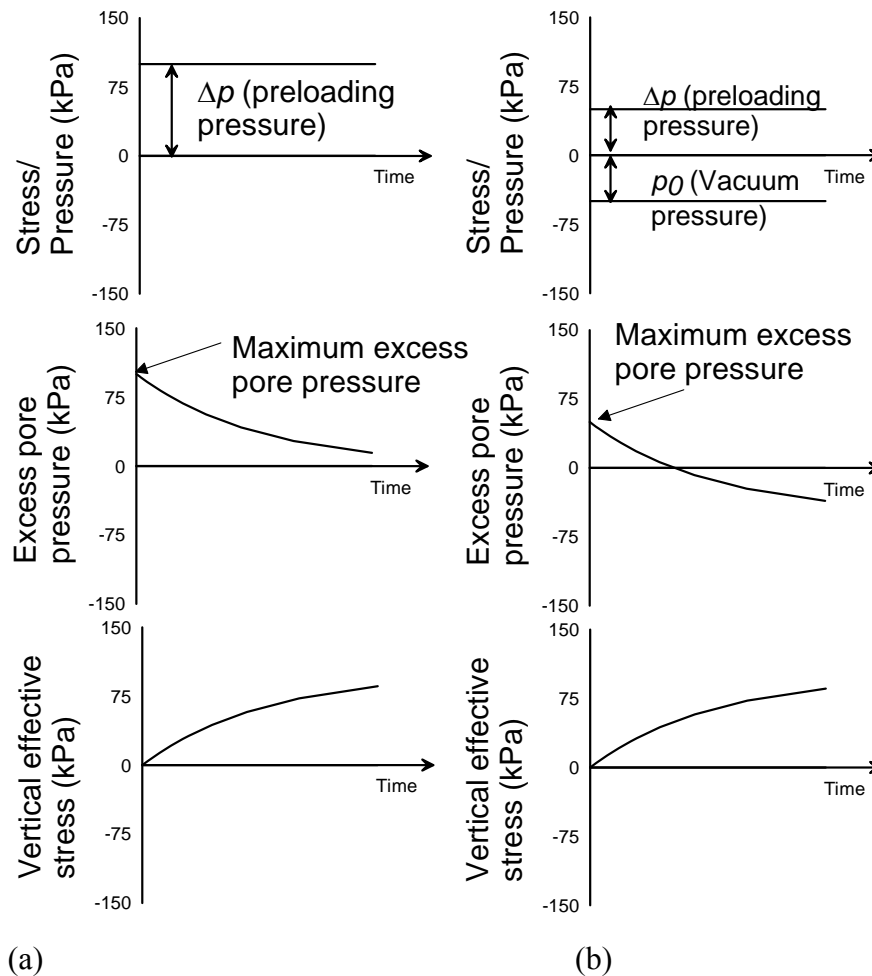 150
75
0
-75
-150
Stress/
Pressure (kPa)
Δp (preloading
pressure)
Time
150
75
0
-75
-150
Stress/
Pressure (kPa)
Δp (preloading
pressure)
Time
p0 (Vacuum
pressure)
150
75
0
-75
-150
Excess pore
pressure (kPa)
Maximum excess
pore pressure
Time
150
75
0
-75
-150
Excess pore
pressure (kPa)
Maximum excess
pore pressure
Time
150
75
0
-75
-150
Vertical effective
stress (kPa)
Time
150
75
0
-75
-150
Vertical effective
stress (kPa)
Time
(a)
(b)